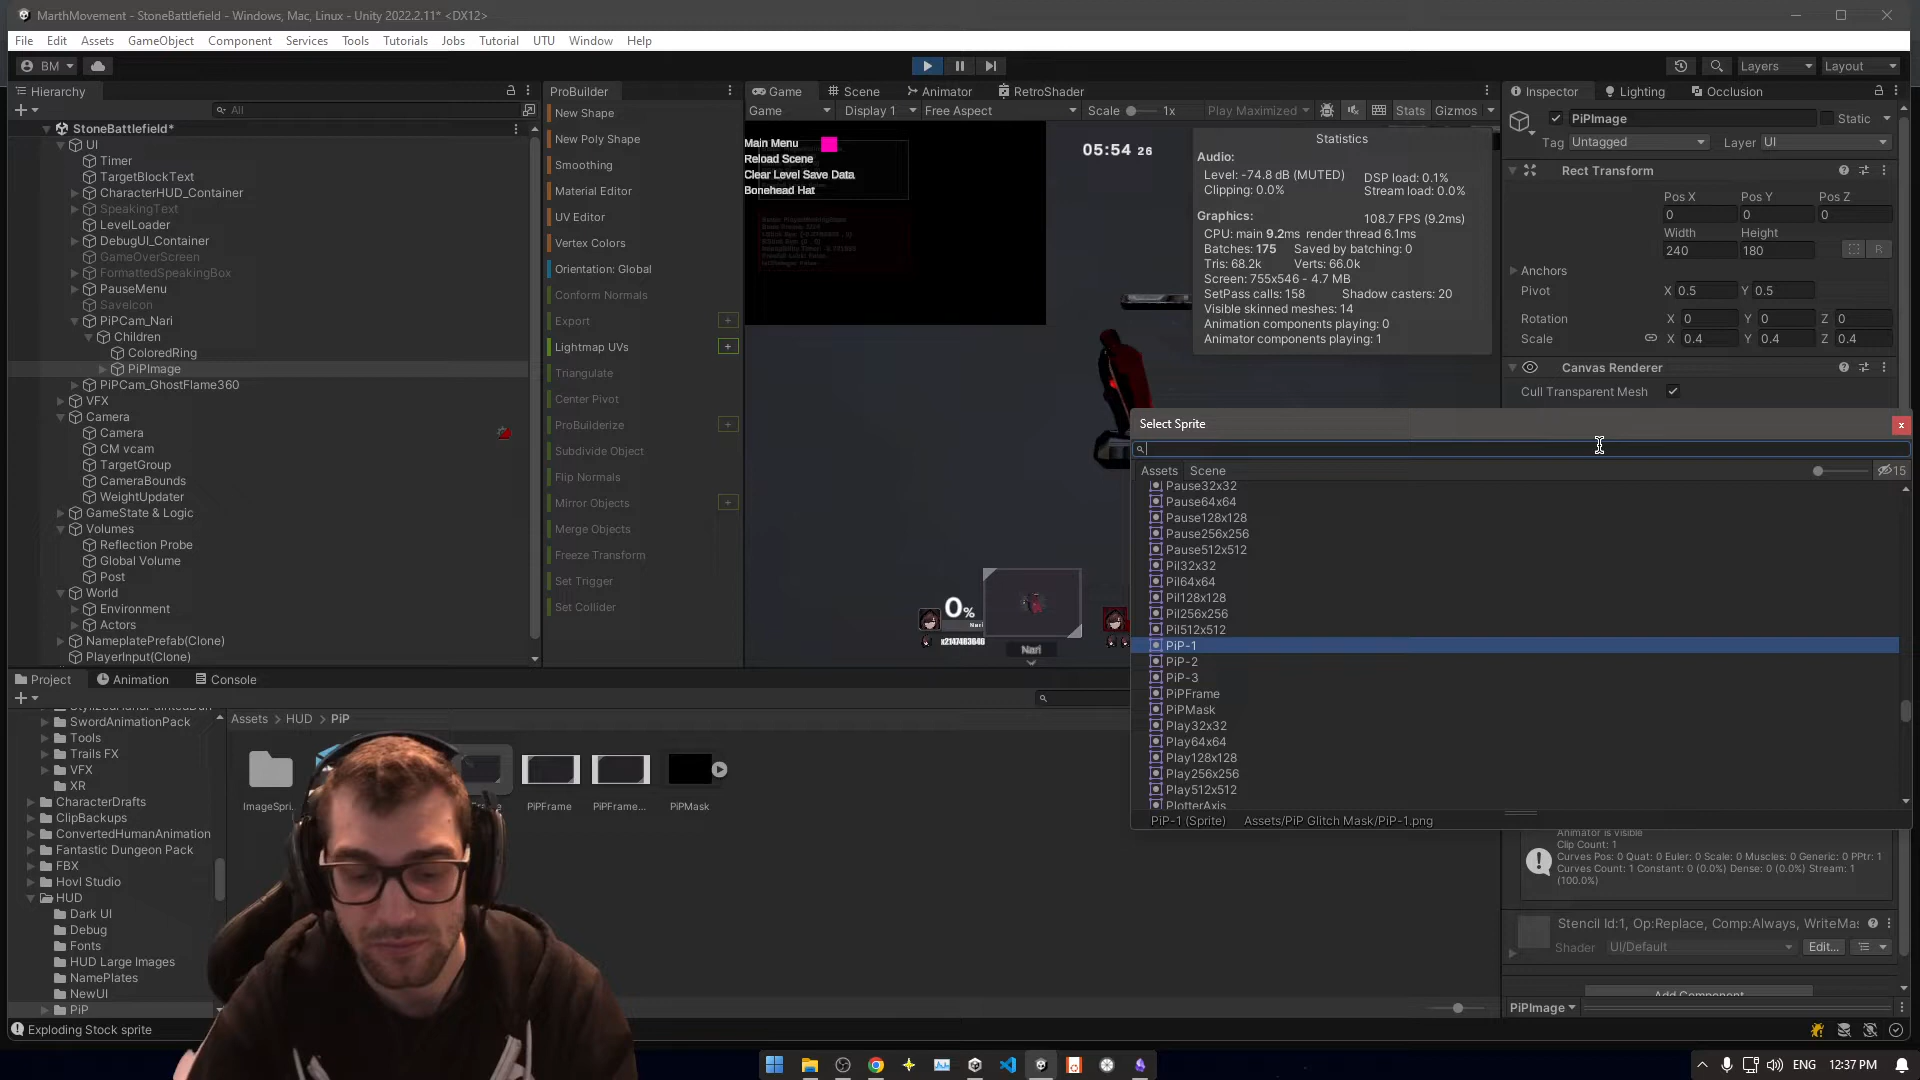 MarthMovement - StoneBattlefield - Windows, Mac, Linux - Unity 2022.2.11* <DX12>
File Edit Assets GameObject Component Services Tools Tutorials Jobs Tutorial UTU Window Help
BM
Layers Layout
Hierarchy
All
StoneBattlefield*
UI
Timer
TargetBlockText
CharacterHUD_Container
SpeakingText
LevelLoader
DebugUI_Container
GameOverScreen
FormattedSpeakingBox
PauseMenu
SaveIcon
PiPCam_Nari
Children
ColoredRing
PiPImage
PiPCam_GhostFlame360
VFX
Camera
Camera
CM vcam
TargetGroup
CameraBounds
WeightUpdater
GameState & Logic
Volumes
Reflection Probe
Global Volume
Post
World
Environment
Actors
NameplatePrefab(Clone)
PlayerInput(Clone)
ProBuilder
New Shape
New Poly Shape
Smoothing
Material Editor
UV Editor
Vertex Colors
Orientation: Global
Conform Normals
Export
Lightmap UVs
Triangulate
Center Pivot
ProBuilderize
Subdivide Object
Flip Normals
Mirror Objects
Merge Objects
Freeze Transform
Set Trigger
Set Collider
Game Scene Animator RetroShader
Game Display 1 Free Aspect Scale 1x Play Maximized Stats Gizmos
Main Menu
Reload Scene
Clear Level Save Data
Bonehead Hat
05:54 26
Statistics
Audio:
Level: -74.8 dB (MUTED) DSP load: 0.1%
Clipping: 0.0% Stream load: 0.0%
Graphics: 108.7 FPS (9.2ms)
CPU: main 9.2ms render thread 6.1ms
Batches: 175 Saved by batching: 0
Tris: 68.2k Verts: 66.0k
Screen: 755x546 - 4.7 MB
SetPass calls: 158 Shadow casters: 20
Visible skinned meshes: 14
Animation components playing: 0
Animator components playing: 1
0%
Nari
x2147483646
Nari
Inspector Lighting Occlusion
PiPImage Static
Tag Untagged Layer UI
Rect Transform
Pos X Pos Y Pos Z
0 0 0
Width Height
240 180
R
Anchors
Pivot X 0.5 Y 0.5
Rotation X 0 Y 0 Z 0
Scale X 0.4 Y 0.4 Z 0.4
Canvas Renderer
Cull Transparent Mesh
Select Sprite
Assets Scene
15
Pause32x32
Pause64x64
Pause128x128
Pause256x256
Pause512x512
Pil32x32
Pil64x64
Pil128x128
Pil256x256
Pil512x512
PiP-1
PiP-2
PiP-3
PiPFrame
PiPMask
Play32x32
Play64x64
Play128x128
Play256x256
Play512x512
PlotterAxis
PiP-1 (Sprite) Assets/PiP Glitch Mask/PiP-1.png
Animator is visible
Clip Count: 1
Curves Pos: 0 Quat: 0 Euler: 0 Scale: 0 Muscles: 0 Generic: 0 PPtr: 1
Curves Count: 1 Constant: 0 (0.0%) Dense: 0 (0.0%) Stream: 1
(100.0%)
Stencil Id:1, Op:Replace, Comp:Always, WriteMas
Shader UI/Default Edit...
Add Component
PiPImage
Project Animation Console
SwordAnimationPack
Tools
Trails FX
VFX
XR
CharacterDrafts
ClipBackups
ConvertedHumanAnimation
Fantastic Dungeon Pack
FBX
Hovl Studio
HUD
Dark UI
Debug
Fonts
HUD Large Images
NamePlates
NewUI
PiP
Assets HUD PiP
ImageSpri...
PiPFrame
PiPFrame...
PiPMask
Exploding Stock sprite
ENG 12:37 PM